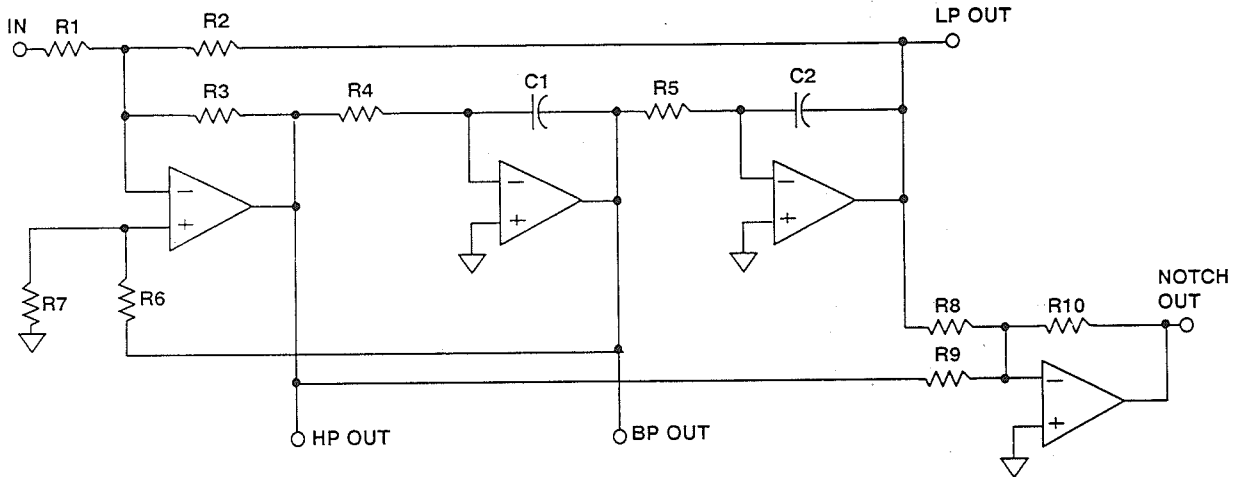 IN
R1
R2
LP OUT
R3
R4
C1
R5
C2
R7
R6
R8
R10
NOTCH
OUT
R9
HP OUT
BP OUT